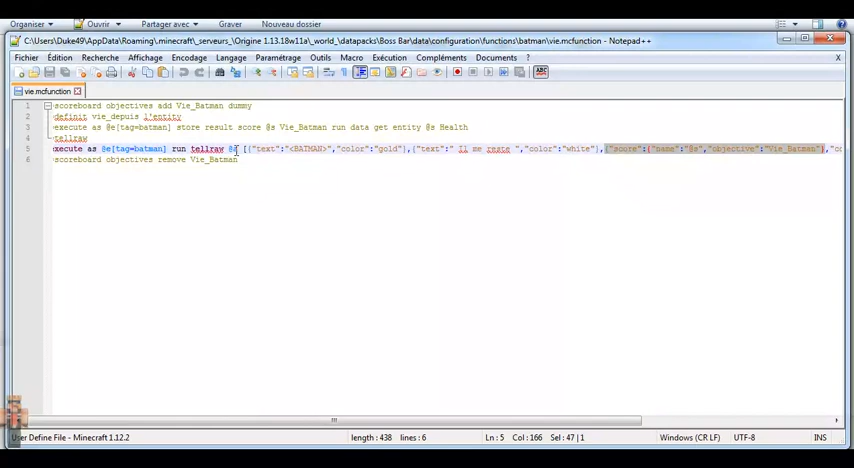 Organiser Ouvrir Partager avec Graver Nouveau dossier
C:\Users\Duke49\AppData\Roaming\.minecraft\_serveurs_\Origine 1.13.18w11a\_world_\datapacks\Boss Bar\data\configuration\functions\batman\vie.mcfunction - Notepad++
Fichier Édition Recherche Affichage Encodage Langage Paramétrage Outils Macro Exécution Compléments Documents ? X
vie.mcfunction
1 scoreboard objectives add Vie_Batman dummy
2 definit vie_depuis l'entity
3 execute as @e[tag=batman] store result score @s Vie_Batman run data get entity @s Health
4 tellraw
5 xecute as @e[tag=batman] run tellraw @a [{"text":"<BATMAN>","color":"gold"},{"text":" Il me reste ","color":"white"},{"score":{"name":"@s","objective":"Vie_Batman"},"co
6 scoreboard objectives remove Vie_Batman
User Define File - Minecraft 1.12.2 length : 438 lines : 6 Ln : 5 Col : 166 Sel : 47 | 1 Windows (CR LF) UTF-8 INS